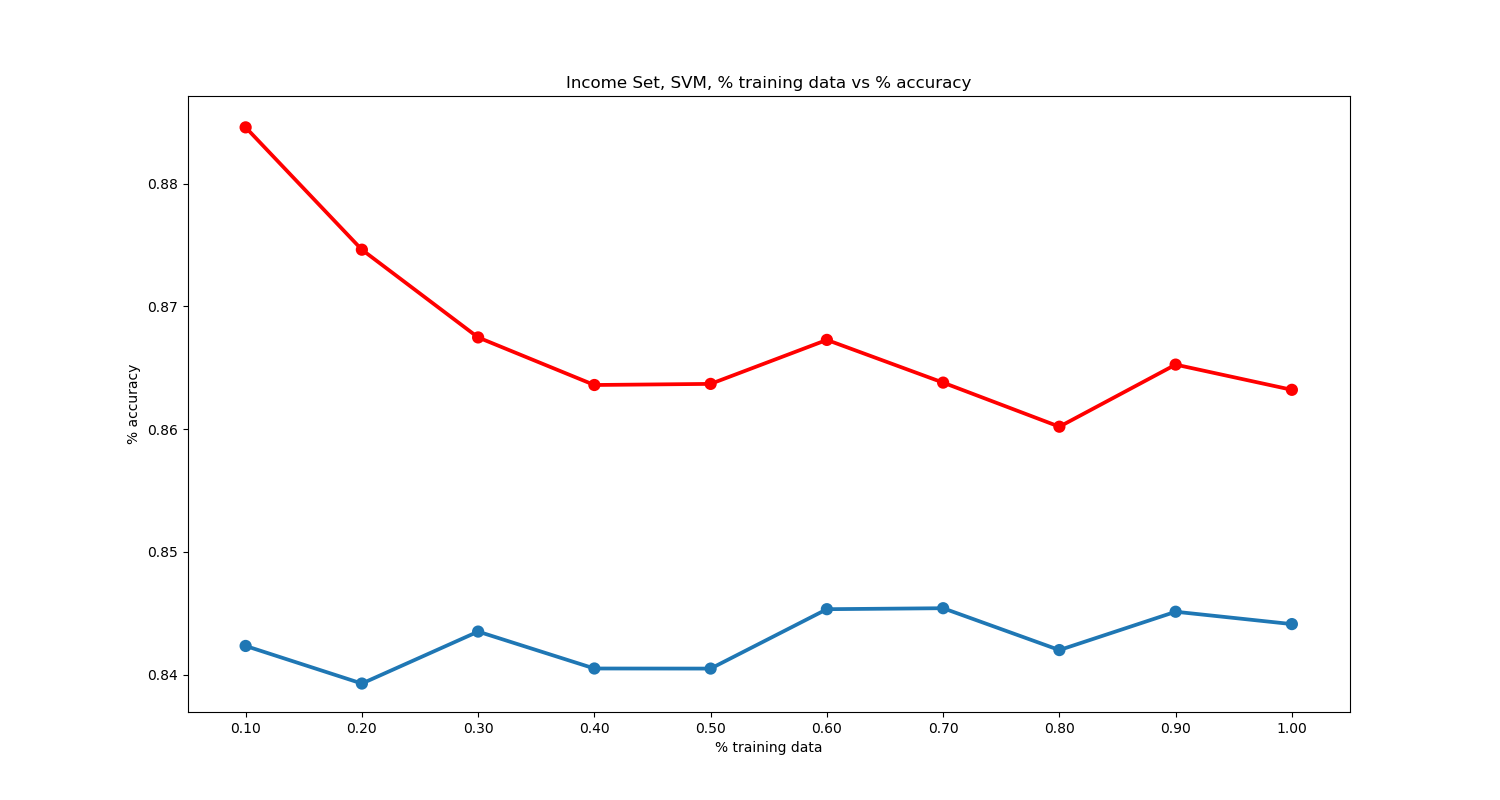 Income Set, SVM, % training data vs % accuracy
0.88
0.87
0.86
0.85
0.84
% accuracy
0.10 0.20 0.30 0.40 0.50 0.60 0.70 0.80 0.90 1.00
% training data